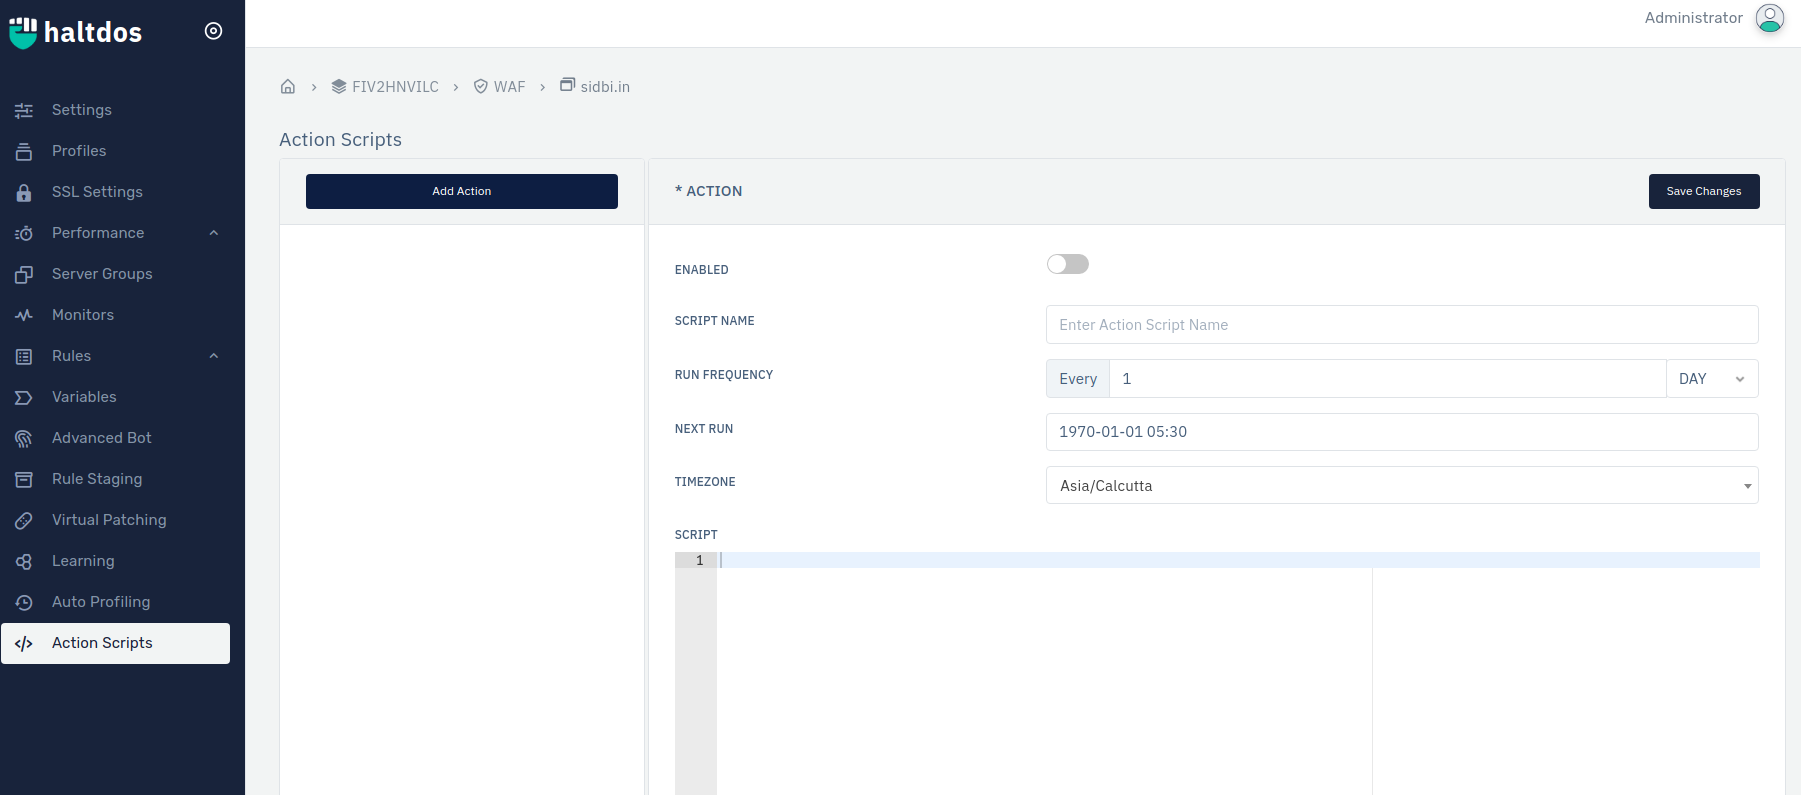 haltdos
Administrator
Settings
Profiles
SSL Settings
Performance
Server Groups
Monitors
Rules
Variables
Advanced Bot
Rule Staging
Virtual Patching
Learning
Auto Profiling
Action Scripts
FIV2HNVILC
WAF
sidbi.in
Action Scripts
Add Action
* ACTION
Save Changes
ENABLED
SCRIPT NAME
Enter Action Script Name
RUN FREQUENCY
Every 1 DAY
NEXT RUN
1970-01-01 05:30
TIMEZONE
Asia/Calcutta
SCRIPT
1